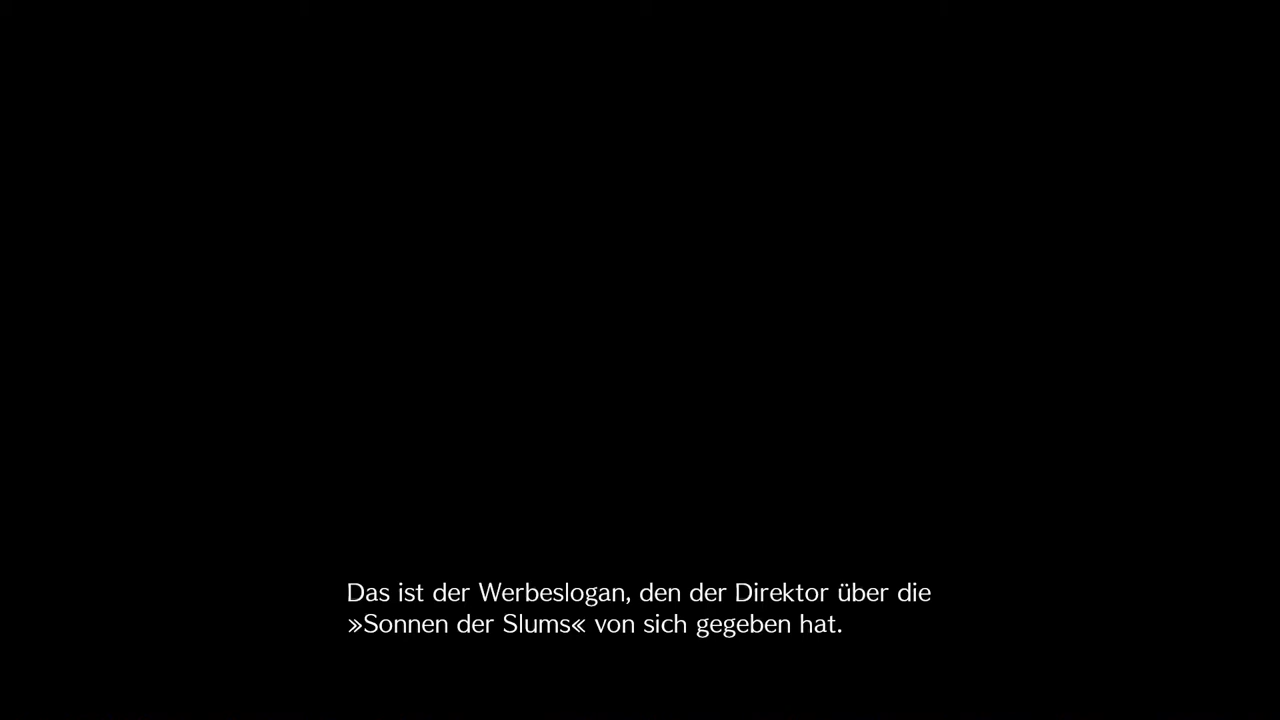 Das ist der Werbeslogan, den der Direktor über die
»Sonnen der Slums« von sich gegeben hat.